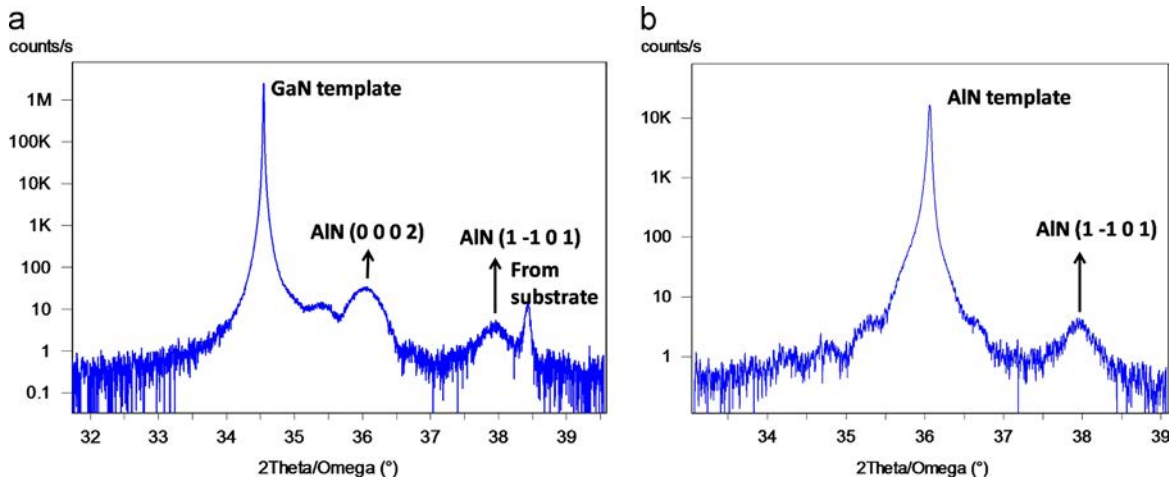 a
counts/s
GaN template
1M
100K
10K
1K
100
10
1
0.1
AlN (0 0 0 2)
AlN (1 -1 0 1)
From
substrate
32 33 34 35 36 37 38 39
2Theta/Omega (°)
b
counts/s
AlN template
10K
1K
100
10
1
AlN (1 -1 0 1)
34 35 36 37 38 39
2Theta/Omega (°)